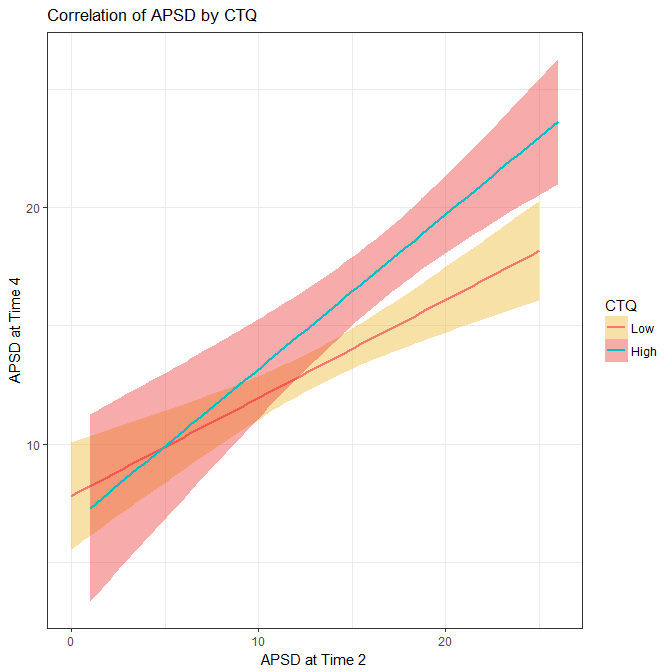 Correlation of APSD by CTQ
20
10
APSD at Time 4
0
10
20
APSD at Time 2
CTQ
Low
High